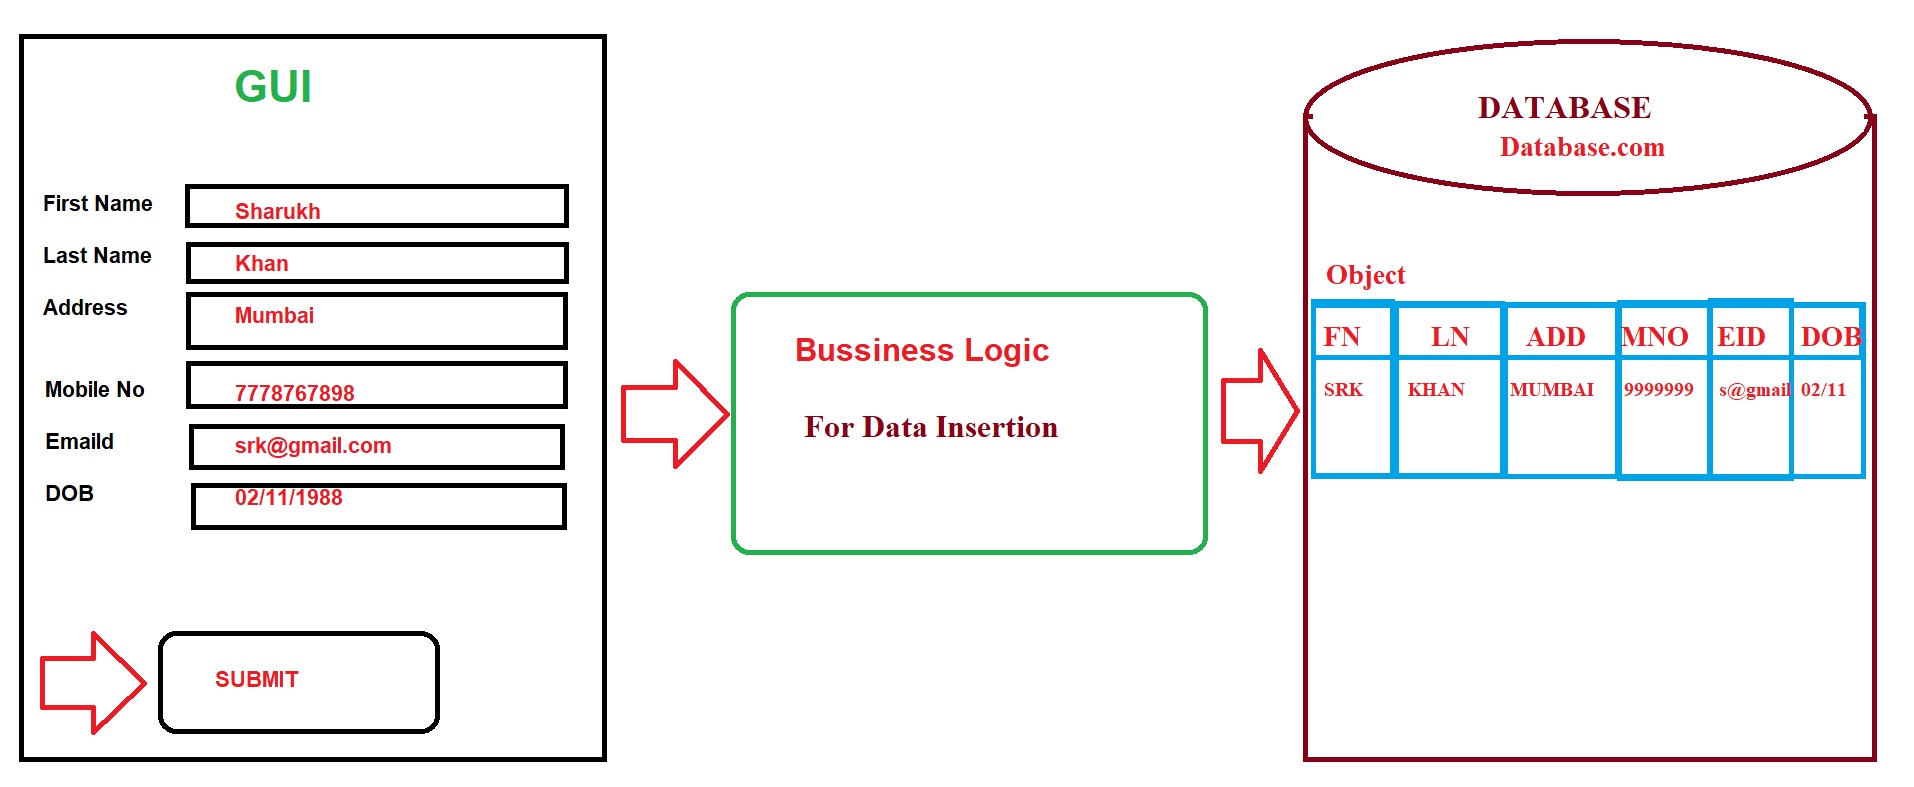 GUI
First Name
Sharukh
Last Name
Khan
Address
Mumbai
Mobile No
7778767898
Emaild
srk@gmail.com
DOB
02/11/1988
SUBMIT
Bussiness Logic
For Data Insertion
DATABASE
Database.com
Object
FN LN ADD MNO EID DOB
SRK KHAN MUMBAI 9999999 s@gmail 02/11